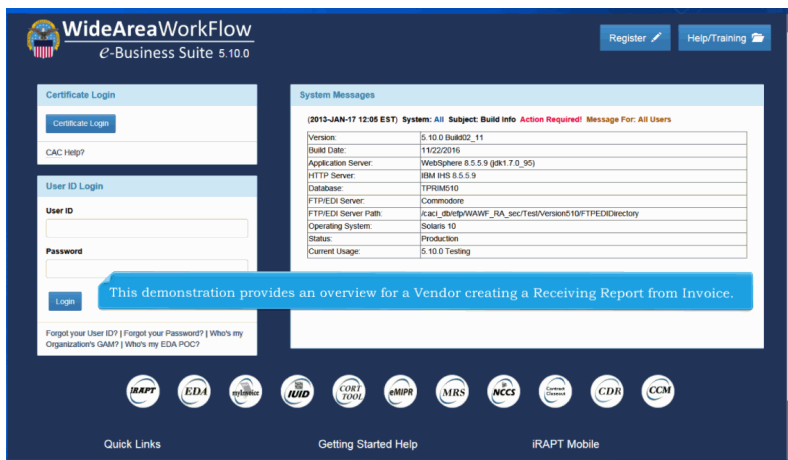 WideAreaWorkFlow
e-Business Suite 5.10.0
Register
Help/Training
Certificate Login
Certificate Login
CAC Help?
User ID Login
User ID
Password
Login
Forgot your User ID? | Forgot your Password? | Who's my
Organization's GAM? | Who's my EDA POC?
System Messages
(2013-JAN-17 12:05 EST) System: All Subject: Build Info Action Required! Message For: All Users
Version: 5.10.0 Build02_11
Build Date: 11/22/2016
Application Server: WebSphere 8.5.5.9 (jdk1.7.0_95)
HTTP Server: IBM IHS 8.5.5.9
Database: TPRIM510
FTP/EDI Server: Commodore
FTP/EDI Server Path: /caci_db/efp/WAWF_RA_sec/Test/Version510/FTPEDIDirectory
Operating System: Solaris 10
Status: Production
Current Usage: 5.10.0 Testing
This demonstration provides an overview for a Vendor creating a Receiving Report from Invoice.
iRAPT
EDA
myInvoice
IUID
CORT
TOOL
eMIPR
MRS
NCCS
Contract
Closeout
CDR
CCM
Quick Links
Getting Started Help
iRAPT Mobile